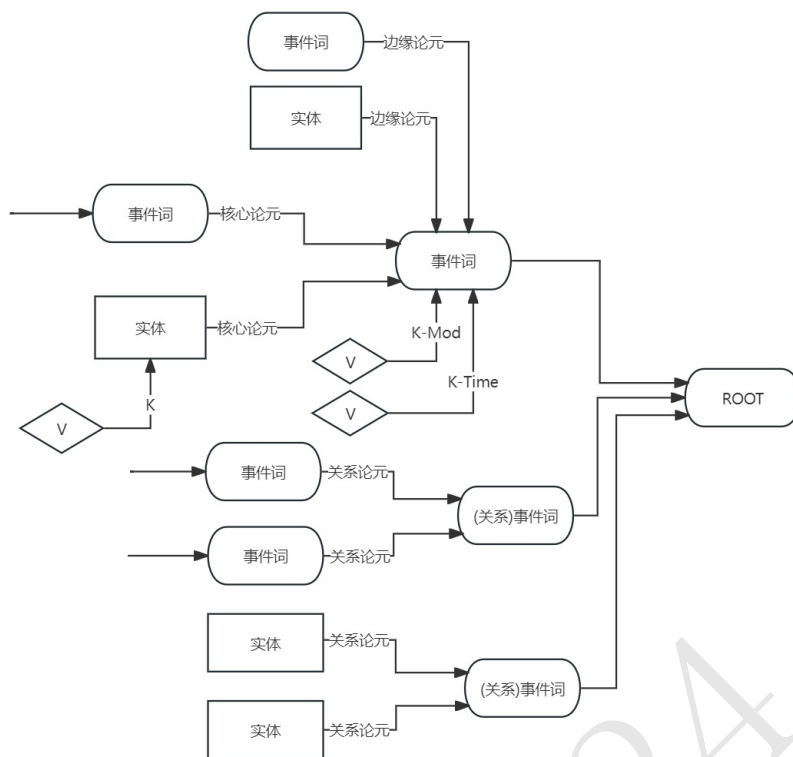 事件词
边缘论元
实体
边缘论元
事件词
核心论元
事件词
实体
核心论元
K-Mod
V
K-Time
V
K
V
ROOT
事件词
关系论元
(关系)事件词
事件词
关系论元
实体
关系论元
(关系)事件词
实体
关系论元
24